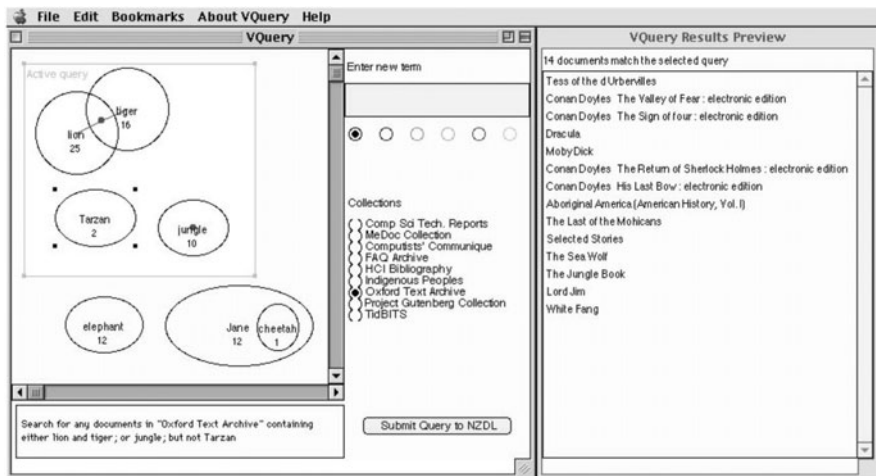 File Edit Bookmarks About VQuery Help
VQuery
Active query
tiger
16
lion
25
Tarzan
2
jungle
10
elephant
12
Jane
12
cheetah
1
Search for any documents in "Oxford Text Archive" containing
either lion and tiger; or jungle; but not Tarzan
Enter new term
Collections
Comp Sci Tech. Reports
MeDoc Collection
Computists' Communique
FAQ Archive
HCI Bibliography
Indigenous Peoples
Oxford Text Archive
Project Gutenberg Collection
TidBITS
Submit Query to NZDL
VQuery Results Preview
14 documents match the selected query
Tess of the d Urbervilles
Conan Doyles The Valley of Fear : electronic edition
Conan Doyles The Sign of four : electronic edition
Dracula
Moby Dick
Conan Doyles The Return of Sherlock Holmes : electronic edition
Conan Doyles His Last Bow : electronic edition
Aboriginal America (American History, Vol. I)
The Last of the Mohicans
Selected Stories
The Sea Wolf
The Jungle Book
Lord Jim
White Fang